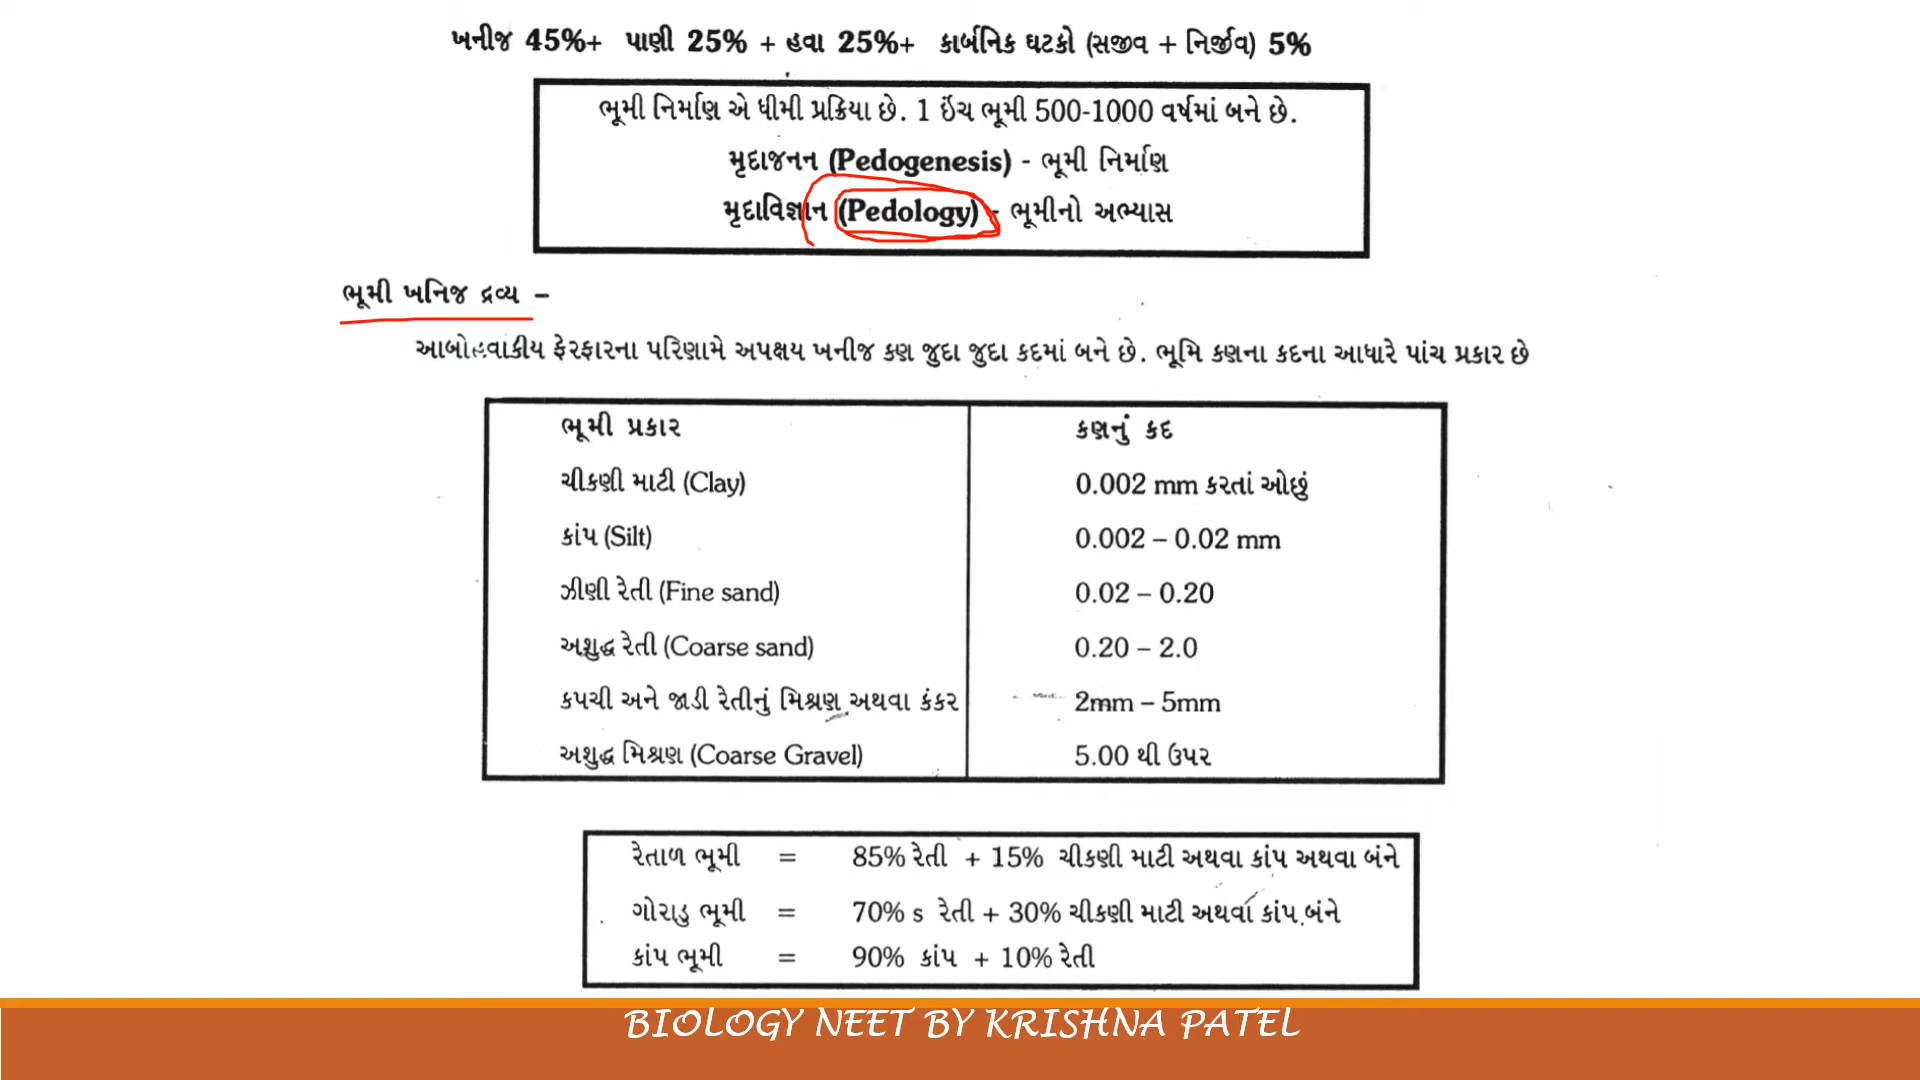 ખનીજ 45%+ પાણી 25% + હવા 25%+ કાર્બનિક ઘટકો (સજીવ + નિર્જીવ) 5%
ભૂમી નિર્માણ એ ધીમી પ્રક્રિયા છે. 1 ઇંચ ભૂમી 500-1000 વર્ષમાં બને છે.
મૃદાજનન (Pedogenesis) - ભૂમી નિર્માણ
મૃદાવિજ્ઞાન (Pedology) - ભૂમીનો અભ્યાસ
ભૂમી ખનિજ દ્રવ્ય –
આબોહવાકીય ફેરફારના પરિણામે અપક્ષય ખનીજ કણ જુદા જુદા કદમાં બને છે. ભૂમિ કણના કદના આધારે પાંચ પ્રકાર છે
ભૂમી પ્રકાર કણનું કદ
ચીકણી માટી (Clay) 0.002 mm કરતાં ઓછું
કાંપ (Silt) 0.002 – 0.02 mm
ઝીણી રેતી (Fine sand) 0.02 – 0.20
અશુદ્ધ રેતી (Coarse sand) 0.20 – 2.0
કપચી અને જાડી રેતીનું મિશ્રણ અથવા કંકર 2mm – 5mm
અશુદ્ધ મિશ્રણ (Coarse Gravel) 5.00 થી ઉપર
રેતાળ ભૂમી = 85% રેતી + 15% ચીકણી માટી અથવા કાંપ અથવા બંને
ગોરાડુ ભૂમી = 70% s રેતી + 30% ચીકણી માટી અથવા કાંપ બંને
કાંપ ભૂમી = 90% કાંપ + 10% રેતી
BIOLOGY NEET BY KRISHNA PATEL